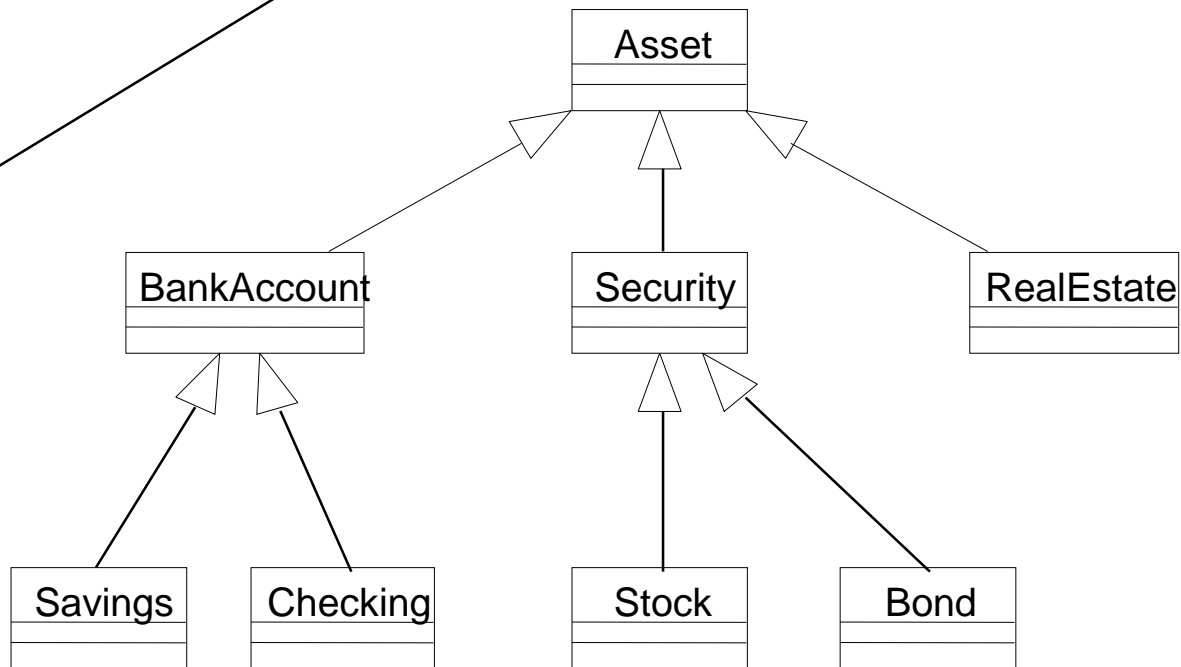 Asset
BankAccount
Security
RealEstate
Savings
Checking
Stock
Bond